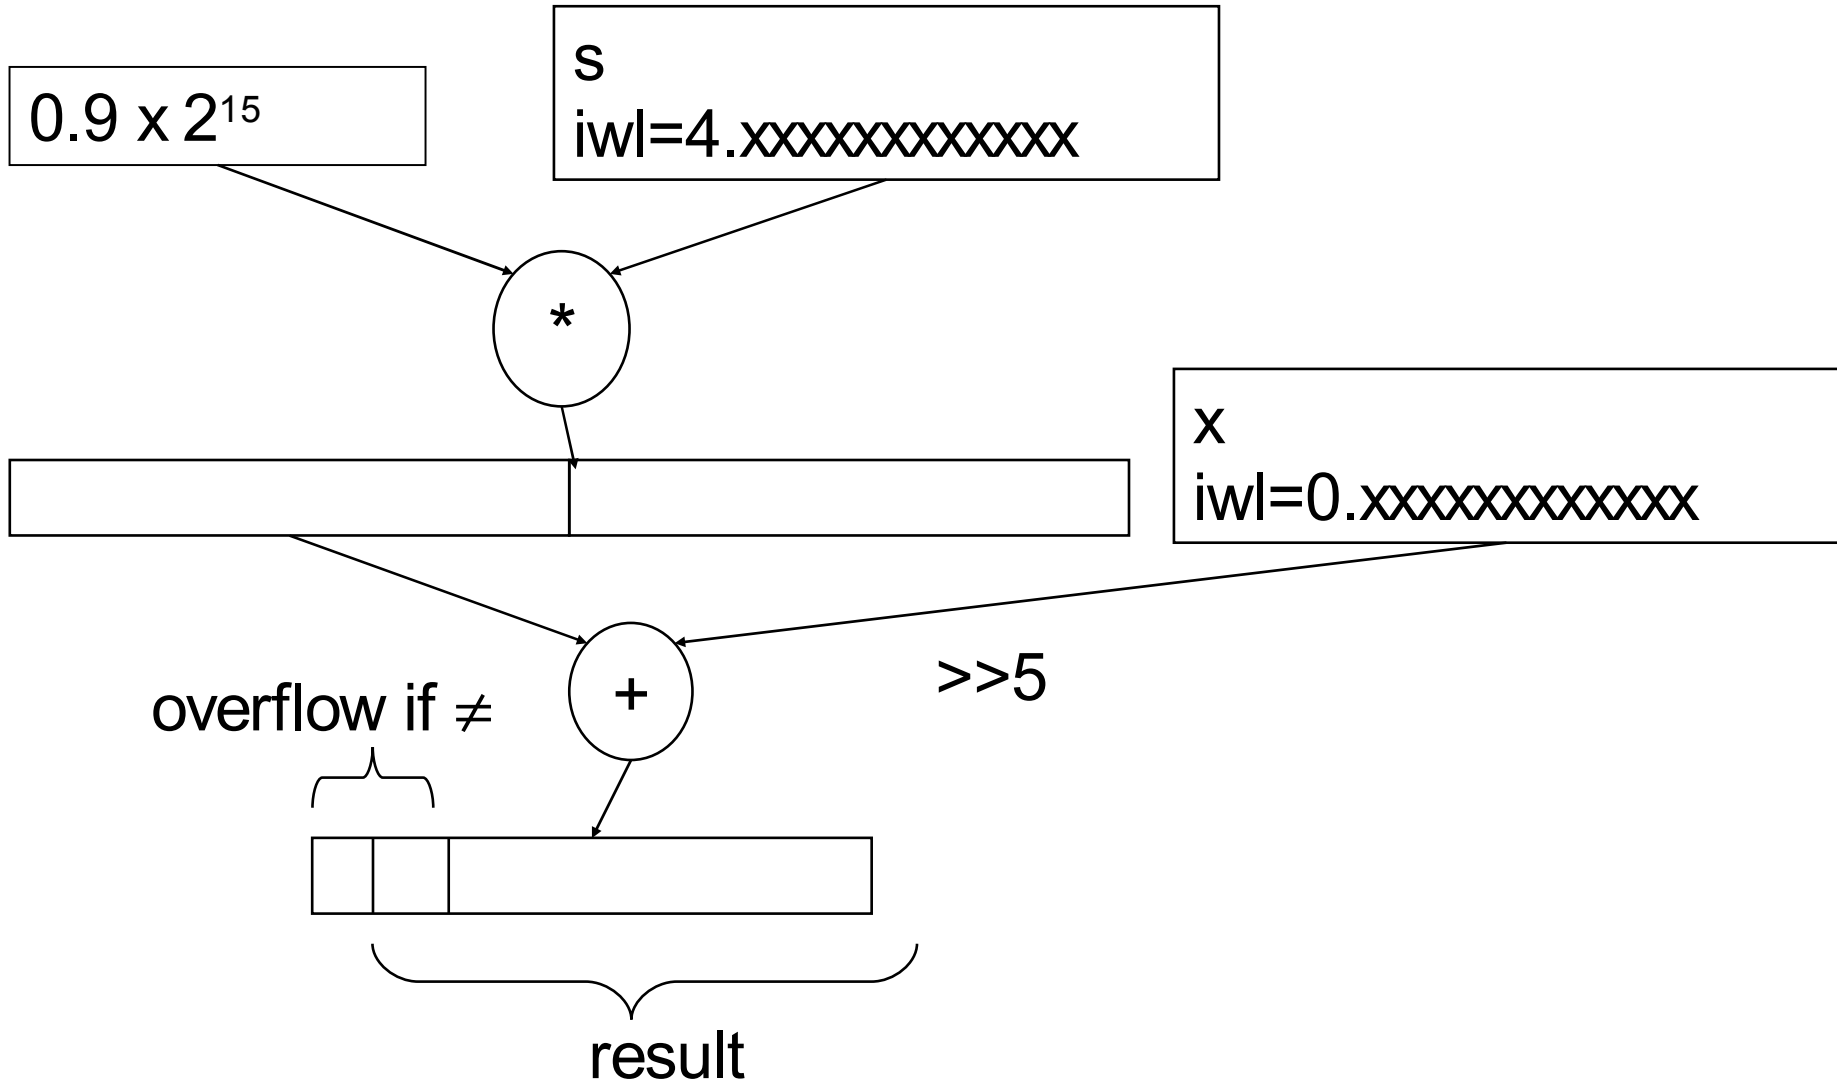 s
iwl=4.xxxxxxxxxxxx
0.9 x 2¹⁵
*
x
iwl=0.xxxxxxxxxxxx
>>5
+
overflow if ≠
result